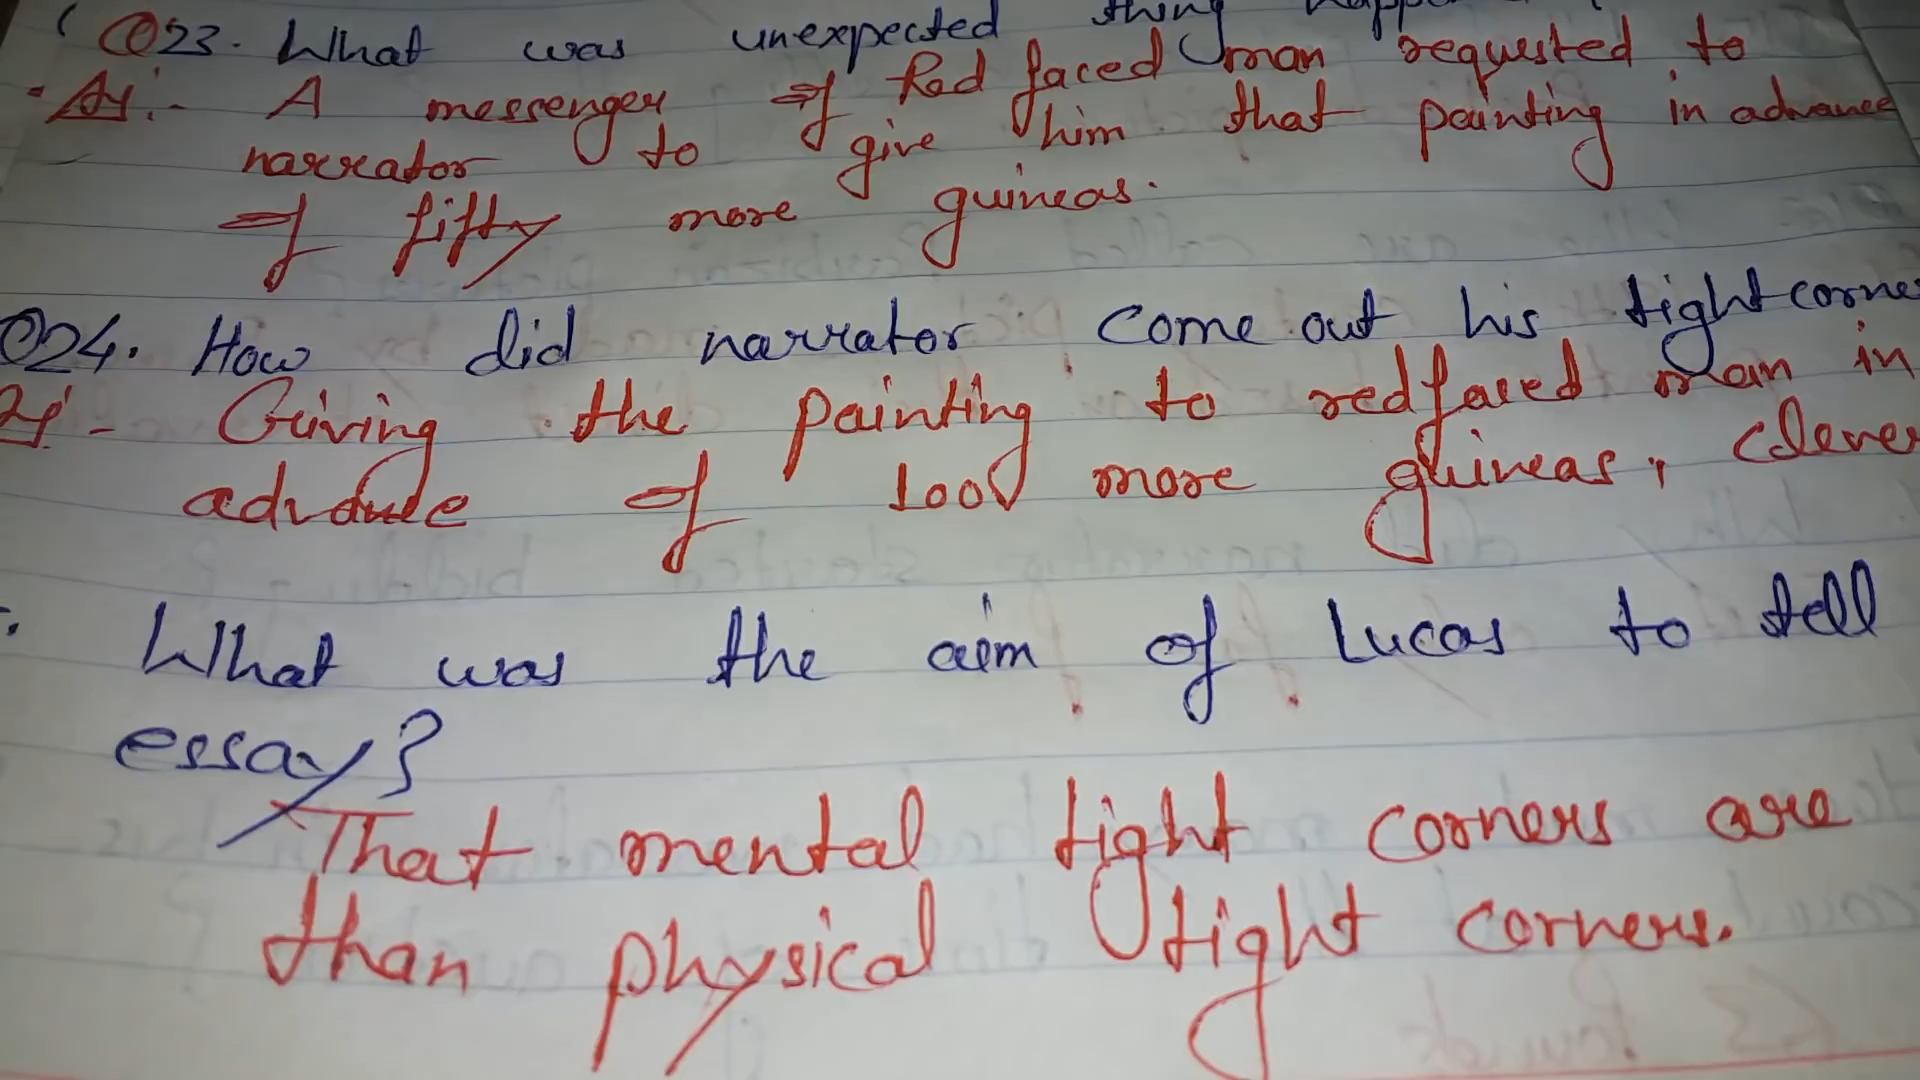 Q23. What was unexpected thing
Ans:- A messenger of Red faced man requested to
narrator to give him that painting in advance
of fifty more guineas.
Q24. How did narrator come out his tight corne
- Giving the painting to redfaced man in
advance of 100 more guineas, clever
What was the aim of Lucas to tell
essay?
That mental tight corners are
than physical tight corners.